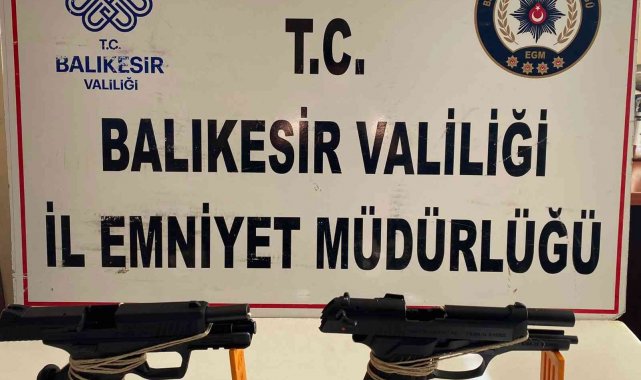 T.C.
BALIKESİR
VALİLİĞİ
EGM
T.C.
BALIKESİR VALİLİĞİ
İL EMNİYET MÜDÜRLÜĞÜ